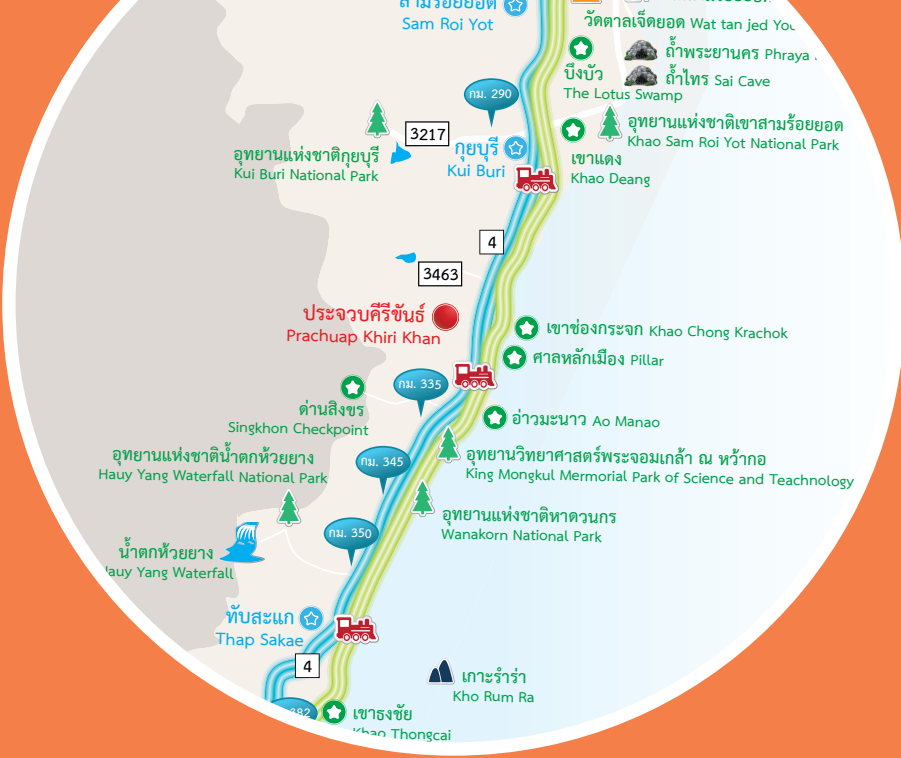 สามร้อยยอด
Sam Roi Yot
วัดตาลเจ็ดยอด Wat tan jed
ถ้ำพระยานคร Phraya
ถ้ำไทร Sai Cave
บึงบัว
The Lotus Swamp
กม. 290
อุทยานแห่งชาติเขาสามร้อยยอด
Khao Sam Roi Yot National Park
3217
กุยบุรี
Kui Buri
อุทยานแห่งชาติกุยบุรี
Kui Buri National Park
เขาแดง
Khao Deang
4
3463
ประจวบคีรีขันธ์
Prachuap Khiri Khan
เขาช่องกระจก Khao Chong Krachok
ศาลหลักเมือง Pillar
กม. 335
ด่านสิงขร
Singkhon Checkpoint
อ่าวมะนาว Ao Manao
อุทยานแห่งชาติน้ำตกห้วยยาง
Hauy Yang Waterfall National Park
กม. 345
อุทยานวิทยาศาสตร์พระจอมเกล้า ณ หว้ากอ
King Mongkul Mermorial Park of Science and Teachnology
อุทยานแห่งชาติหาดวนกร
Wanakorn National Park
กม. 350
น้ำตกห้วยยาง
Hauy Yang Waterfall
ทับสะแก
Thap Sakae
4
เกาะรำร่า
Kho Rum Ra
382
เขาธงชัย
Khao Thongcai